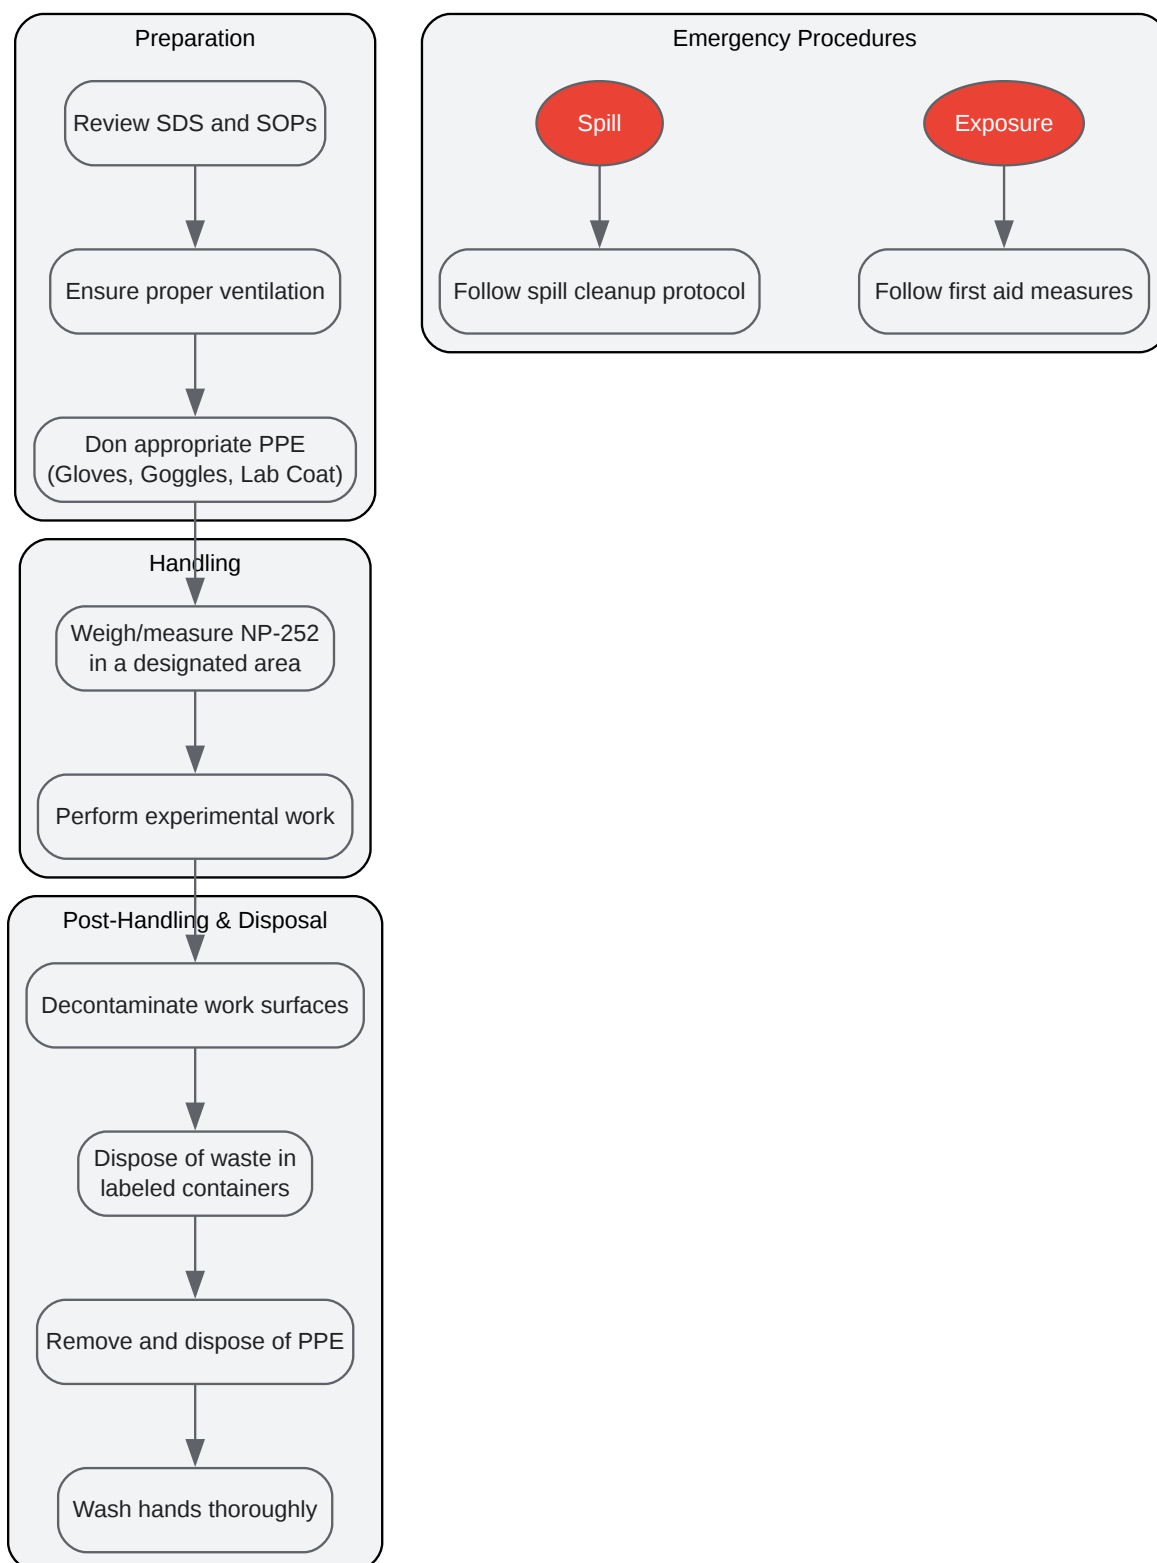 Preparation
Review SDS and SOPs
Ensure proper ventilation
Don appropriate PPE
(Gloves, Goggles, Lab Coat)
Handling
Weigh/measure NP-252
in a designated area
Perform experimental work
Post-Handling & Disposal
Decontaminate work surfaces
Dispose of waste in
labeled containers
Remove and dispose of PPE
Wash hands thoroughly
Emergency Procedures
Spill
Follow spill cleanup protocol
Exposure
Follow first aid measures